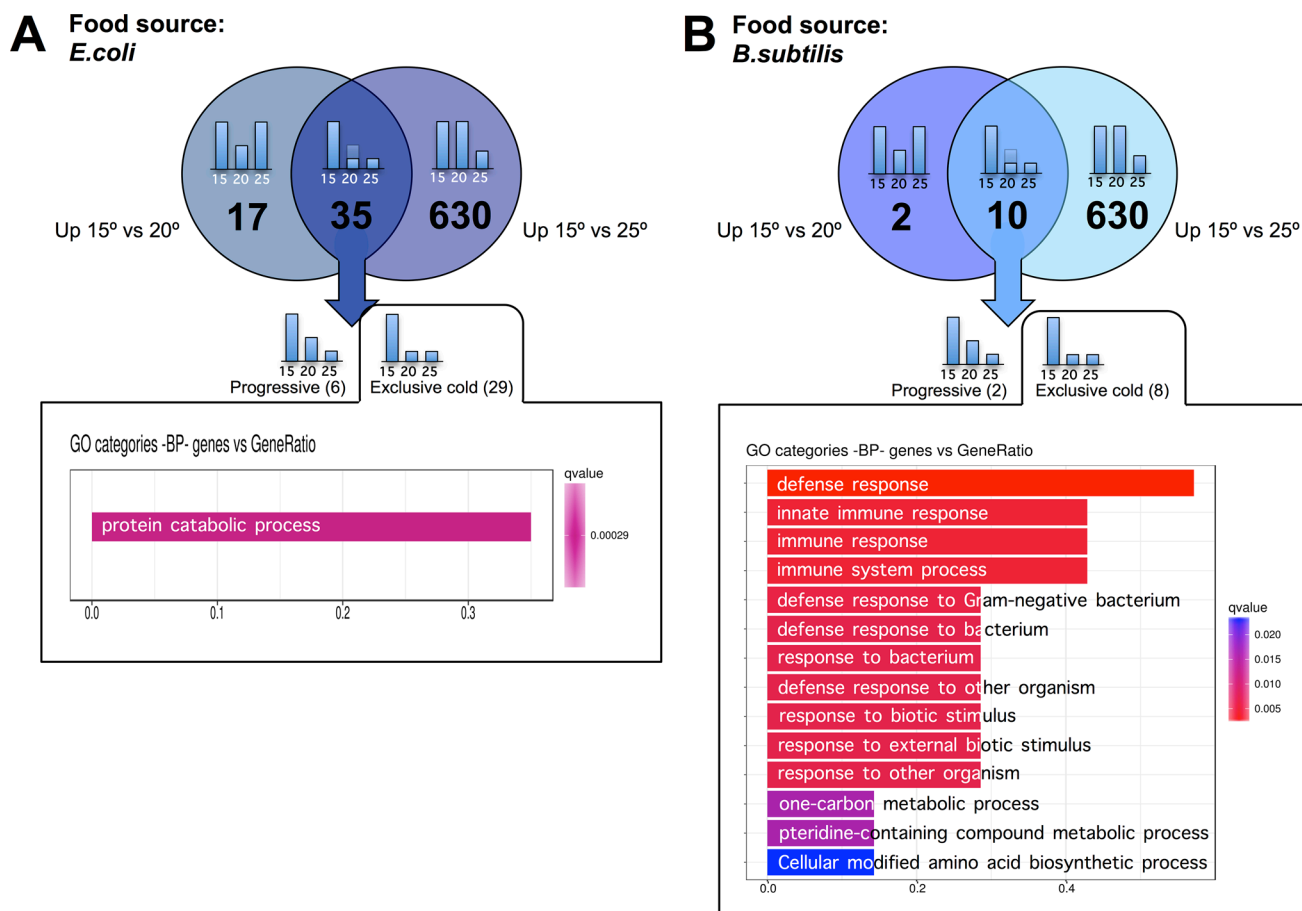 A
Food source:
E.coli
15 20 25
15 20 25
15 20 25
17
35
630
Up 15º vs 20º
Up 15º vs 25º
15 20 25
15 20 25
Progressive (6)
Exclusive cold (29)
GO categories -BP- genes vs GeneRatio
protein catabolic process
0.0
0.1
0.2
0.3
qvalue
0.00029
B
Food source:
B.subtilis
15 20 25
15 20 25
15 20 25
2
10
630
Up 15º vs 20º
Up 15º vs 25º
15 20 25
15 20 25
Progressive (2)
Exclusive cold (8)
GO categories -BP- genes vs GeneRatio
defense response
innate immune response
immune response
immune system process
defense response to Gram-negative bacterium
defense response to bacterium
response to bacterium
defense response to other organism
response to biotic stimulus
response to external biotic stimulus
response to other organism
one-carbon metabolic process
pteridine-containing compound metabolic process
Cellular modified amino acid biosynthetic process
0.0
0.2
0.4
qvalue
0.020
0.015
0.010
0.005